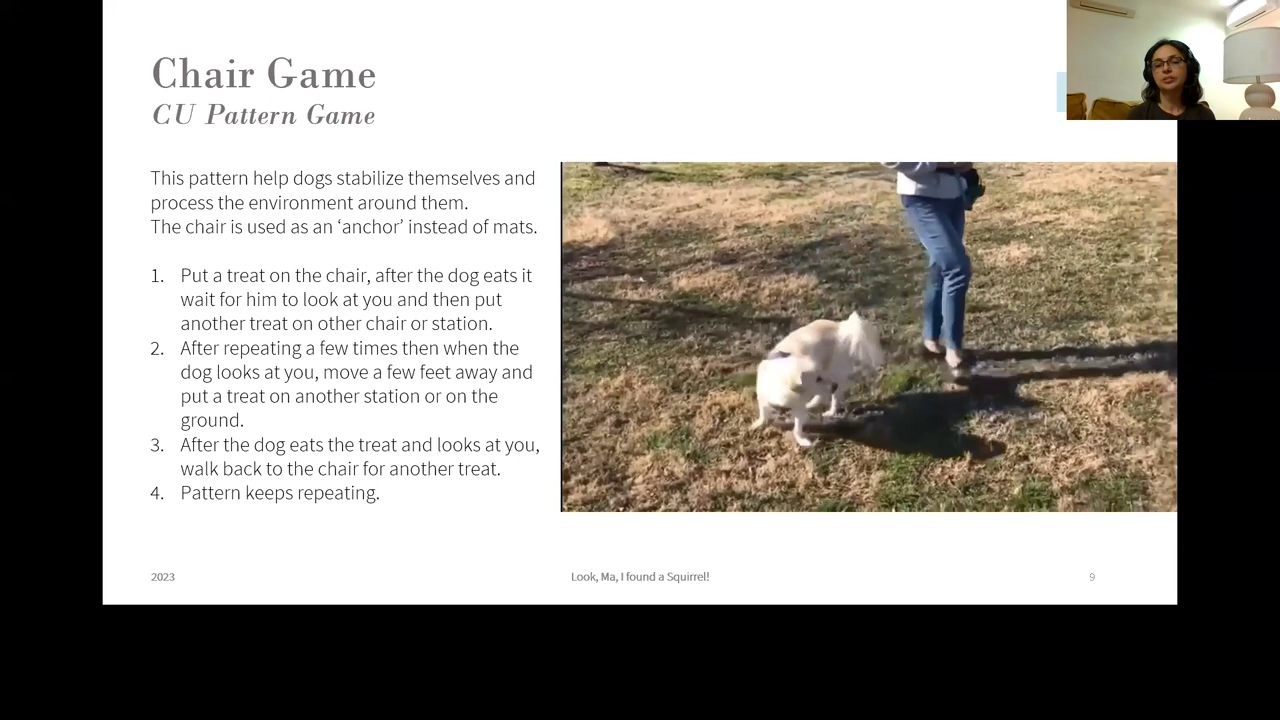 Chair Game
CU Pattern Game
This pattern help dogs stabilize themselves and
process the environment around them.
The chair is used as an ‘anchor’ instead of mats.
1. Put a treat on the chair, after the dog eats it
wait for him to look at you and then put
another treat on other chair or station.
2. After repeating a few times then when the
dog looks at you, move a few feet away and
put a treat on another station or on the
ground.
3. After the dog eats the treat and looks at you,
walk back to the chair for another treat.
4. Pattern keeps repeating.
2023
Look, Ma, I found a Squirrel!
9